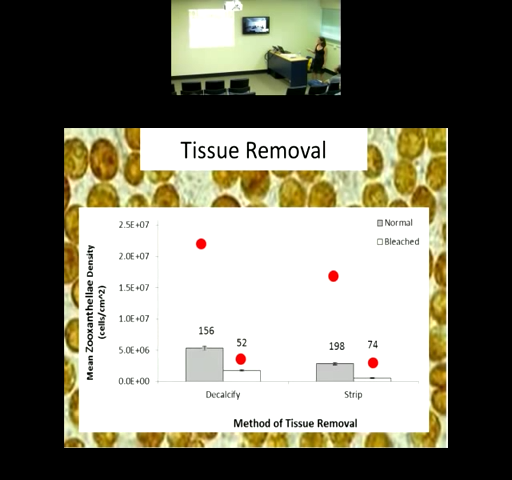 Tissue Removal
2.5E+07
2.0E+07
1.5E+07
1.0E+07
5.0E+06
0.0E+00
Mean Zooxanthellae Density
(cells/cm^2)
Normal
Bleached
156
52
198
74
Decalcify
Strip
Method of Tissue Removal